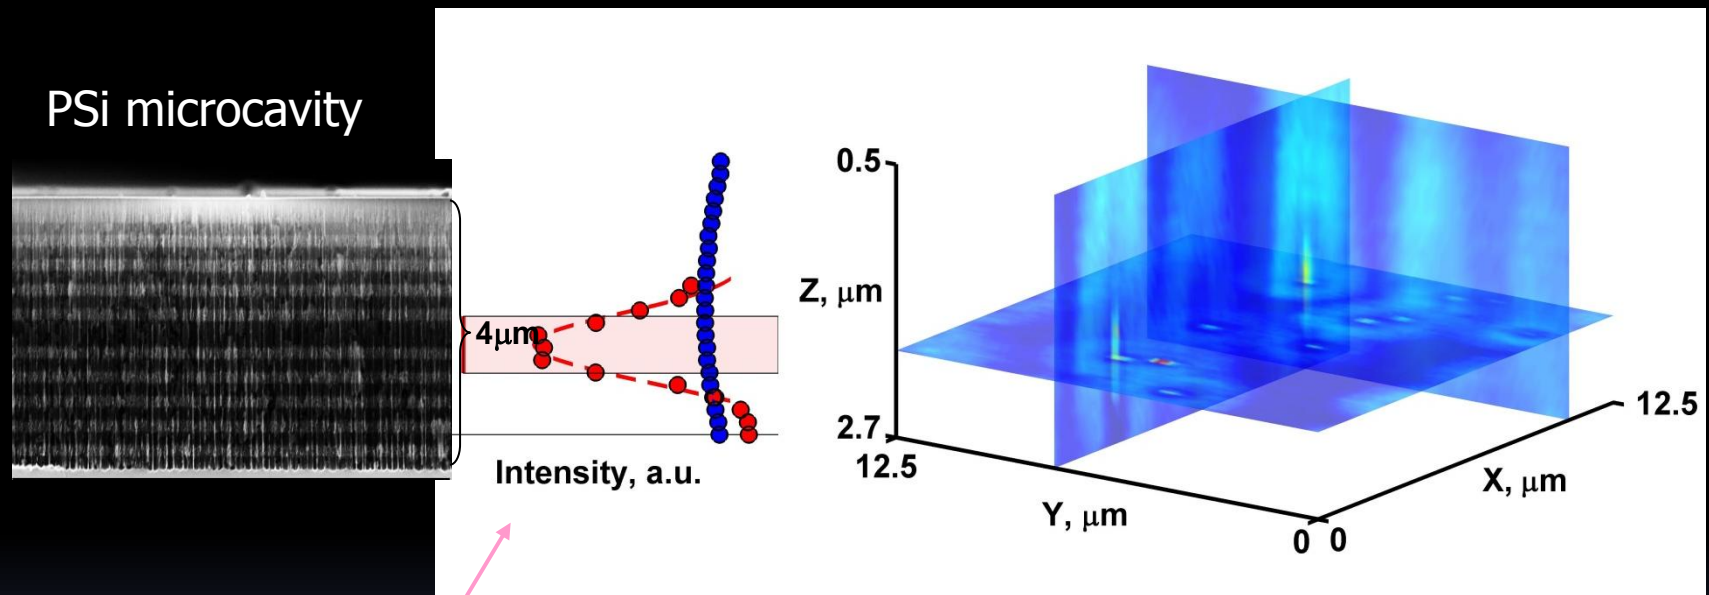 PSi microcavity
4μm
Intensity, a.u.
0.5
Z, μm
2.7
12.5
Y, μm
0 0
X, μm
12.5